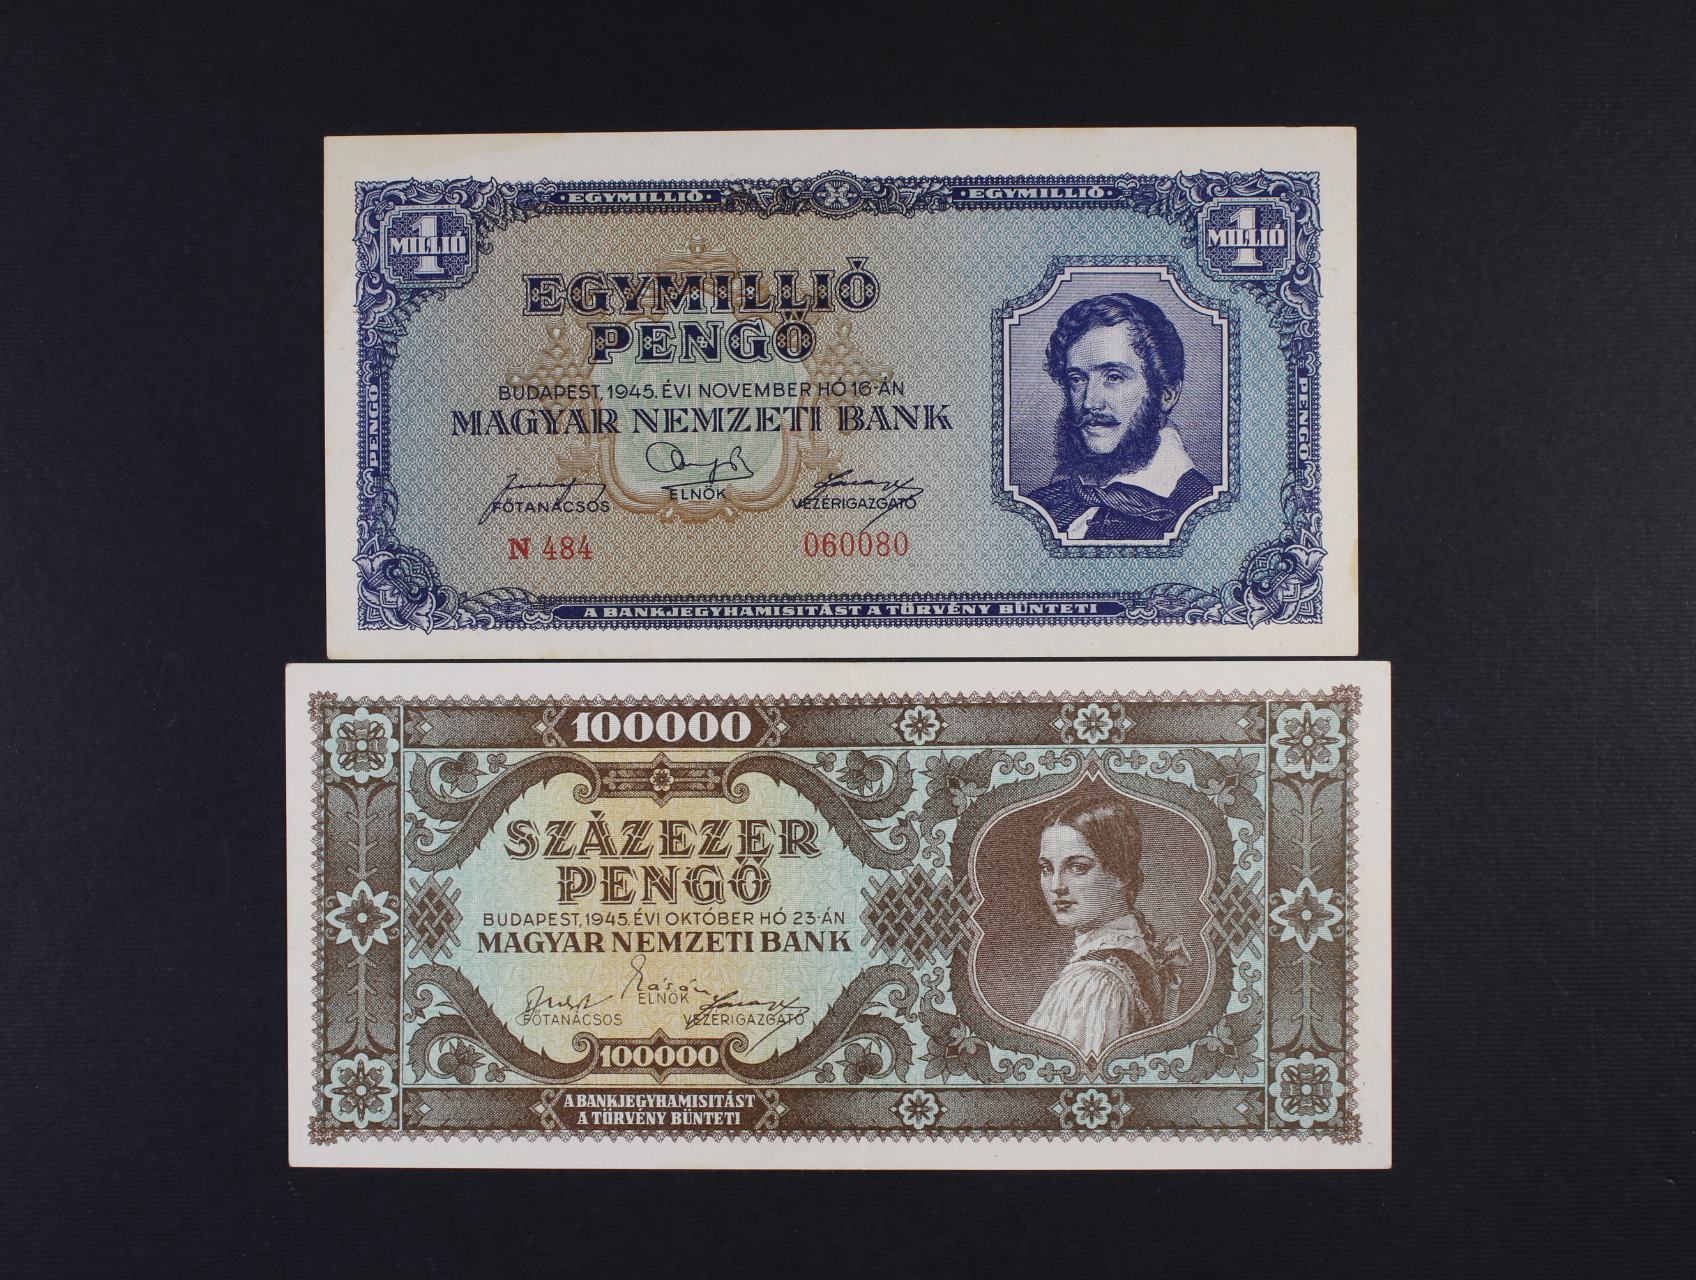 ·EGYMILLIÓ· ·EGYMILLIÓ·
1 MILLIÓ 1 MILLIÓ
EGYMILLIÓ
PENGŐ
BUDAPEST, 1945. ÉVI NOVEMBER HÓ 16-ÁN
MAGYAR NEMZETI BANK
PENGŐ PENGŐ
FŐTANÁCSOS ELNÖK VEZÉRIGAZGATÓ
N 484 060080
A BANKJEGYHAMISITÁST A TÖRVÉNY BÜNTETI
100000
SZÁZEZER
PENGŐ
BUDAPEST, 1945. ÉVI OKTÓBER HÓ 23-ÁN
MAGYAR NEMZETI BANK
FŐTANÁCSOS ELNÖK VEZÉRIGAZGATÓ
100000
A BANKJEGYHAMISITÁST
A TÖRVÉNY BÜNTETI